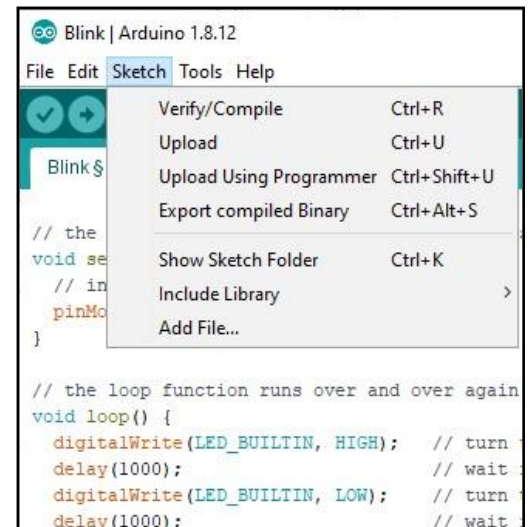 Blink | Arduino 1.8.12
File Edit Sketch Tools Help
Verify/Compile Ctrl+R
Upload Ctrl+U
Blink §
Upload Using Programmer Ctrl+Shift+U
Export compiled Binary Ctrl+Alt+S
// the
void se
Show Sketch Folder Ctrl+K
// in
Include Library
pinMo
Add File...
}
// the loop function runs over and over again
void loop() {
digitalWrite(LED_BUILTIN, HIGH); // turn
delay(1000); // wait
digitalWrite(LED_BUILTIN, LOW); // turn
delay(1000); // wait